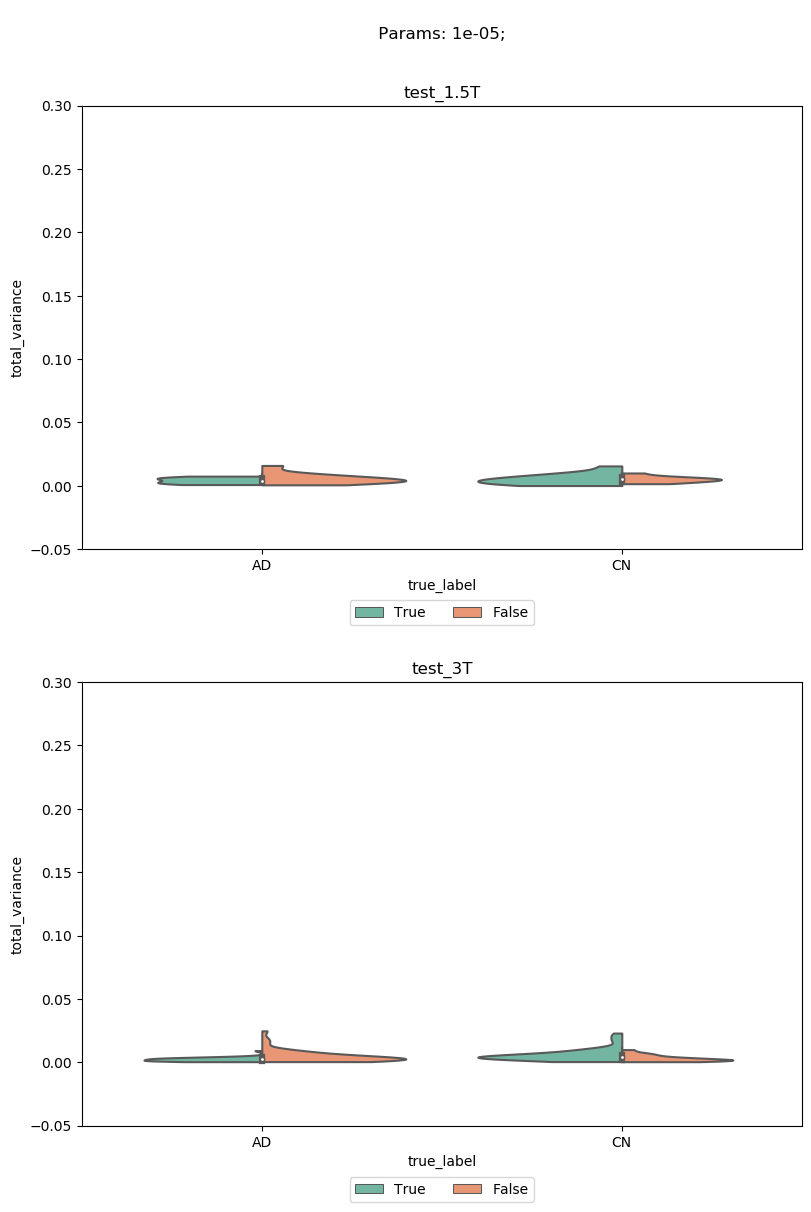 Params: 1e-05;
test_1.5T
0.30
0.25
0.20
0.15
0.10
0.05
0.00
−0.05
total_variance
AD CN
true_label
True False
test_3T
0.30
0.25
0.20
0.15
0.10
0.05
0.00
−0.05
total_variance
AD CN
true_label
True False